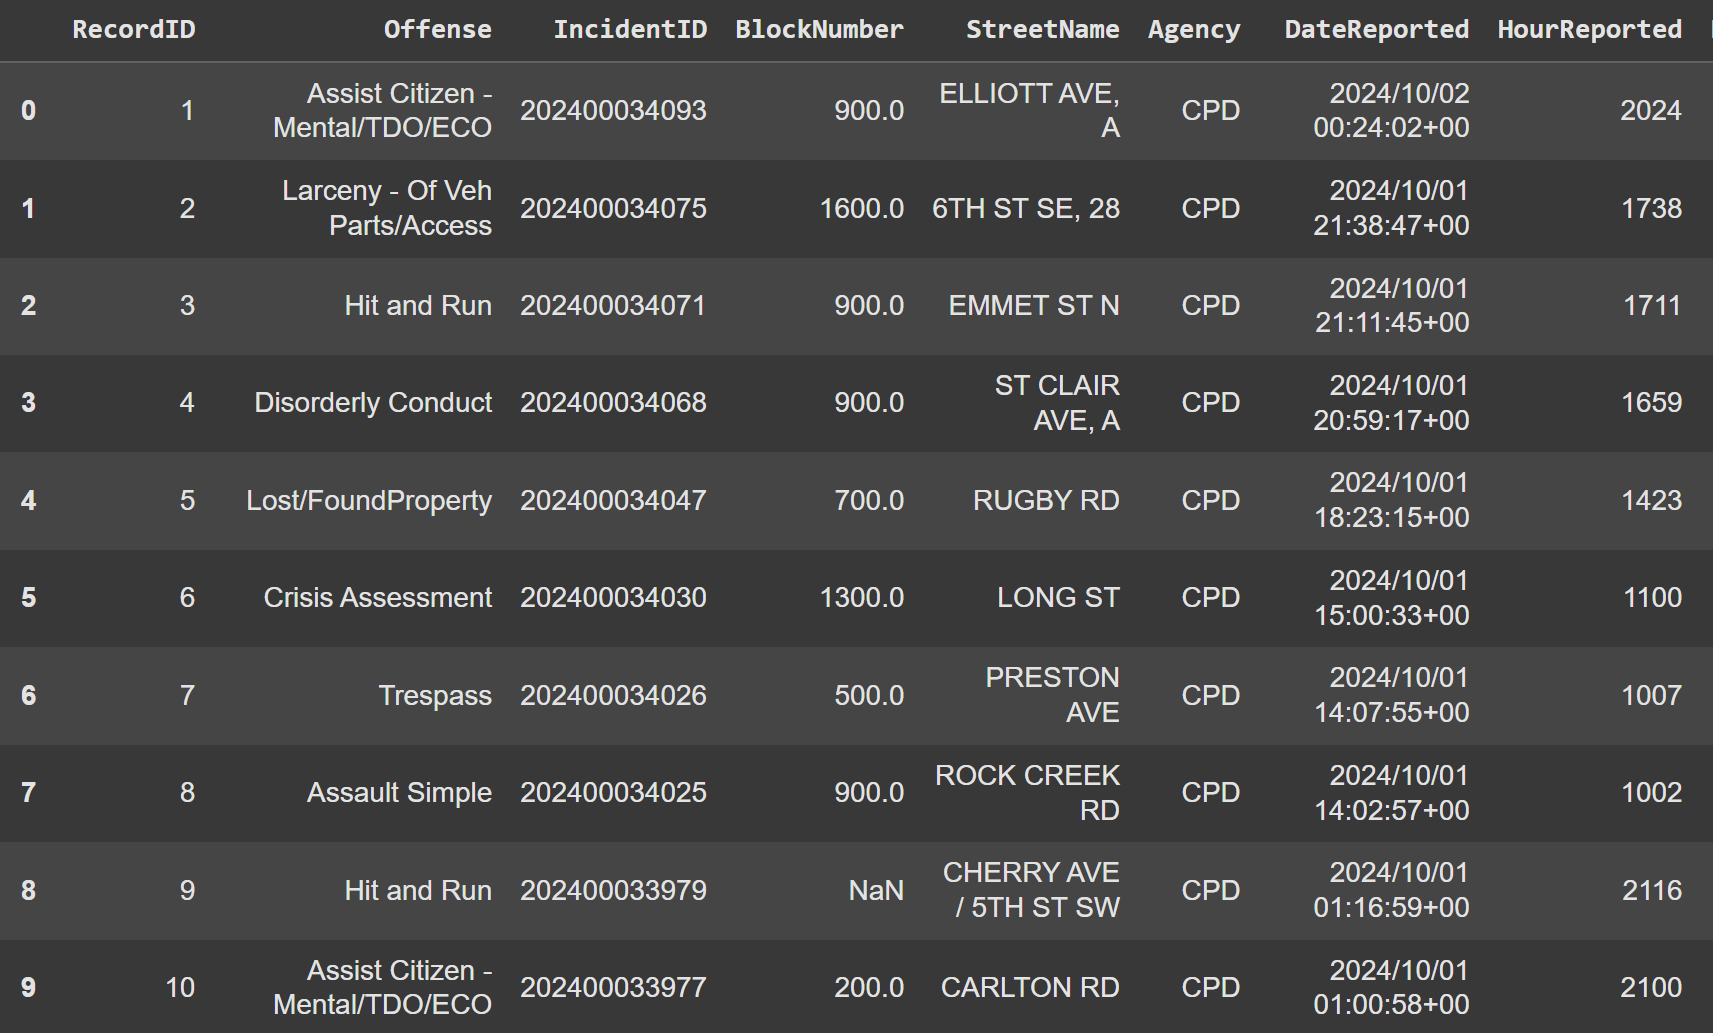 RecordID Offense IncidentID BlockNumber StreetName Agency DateReported HourReported
0 1 Assist Citizen - Mental/TDO/ECO 202400034093 900.0 ELLIOTT AVE, A CPD 2024/10/02 00:24:02+00 2024
1 2 Larceny - Of Veh Parts/Access 202400034075 1600.0 6TH ST SE, 28 CPD 2024/10/01 21:38:47+00 1738
2 3 Hit and Run 202400034071 900.0 EMMET ST N CPD 2024/10/01 21:11:45+00 1711
3 4 Disorderly Conduct 202400034068 900.0 ST CLAIR AVE, A CPD 2024/10/01 20:59:17+00 1659
4 5 Lost/FoundProperty 202400034047 700.0 RUGBY RD CPD 2024/10/01 18:23:15+00 1423
5 6 Crisis Assessment 202400034030 1300.0 LONG ST CPD 2024/10/01 15:00:33+00 1100
6 7 Trespass 202400034026 500.0 PRESTON AVE CPD 2024/10/01 14:07:55+00 1007
7 8 Assault Simple 202400034025 900.0 ROCK CREEK RD CPD 2024/10/01 14:02:57+00 1002
8 9 Hit and Run 202400033979 NaN CHERRY AVE / 5TH ST SW CPD 2024/10/01 01:16:59+00 2116
9 10 Assist Citizen - Mental/TDO/ECO 202400033977 200.0 CARLTON RD CPD 2024/10/01 01:00:58+00 2100